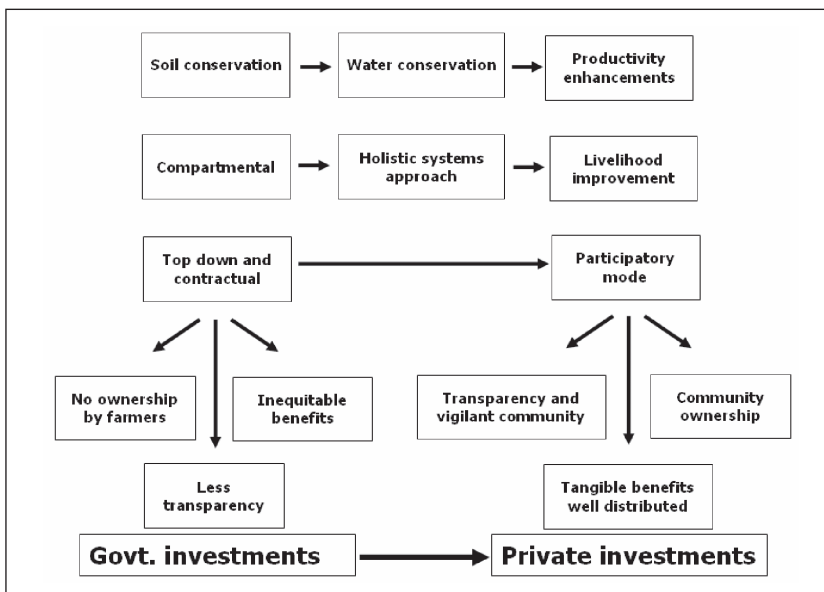 Soil conservation
Water conservation
Productivity
enhancements
Compartmental
Holistic systems
approach
Livelihood
improvement
Top down and
contractual
Participatory
mode
No ownership
by farmers
Inequitable
benefits
Transparency and
vigilant community
Community
ownership
Less
transparency
Tangible benefits
well distributed
Govt. investments
Private investments